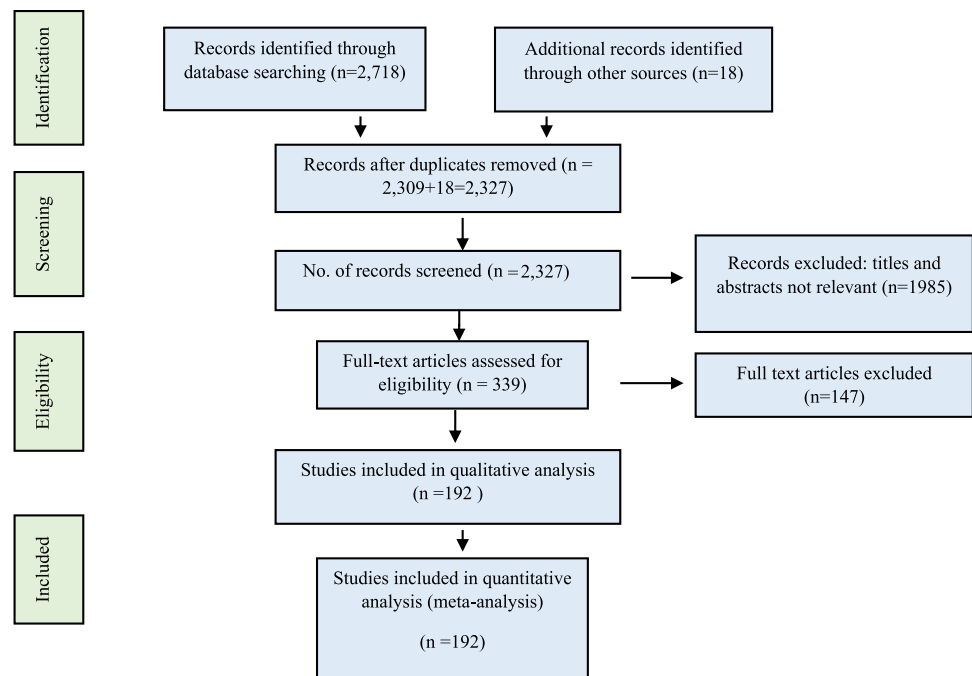 Identification
Records identified through
database searching (n=2,718)
Additional records identified
through other sources (n=18)
Records after duplicates removed (n =
2,309+18=2,327)
Screening
No. of records screened (n =2,327)
Records excluded: titles and
abstracts not relevant (n=1985)
Eligibility
Full-text articles assessed for
eligibility (n = 339)
Full text articles excluded
(n=147)
Studies included in qualitative analysis
(n =192 )
Included
Studies included in quantitative
analysis (meta-analysis)
(n =192)